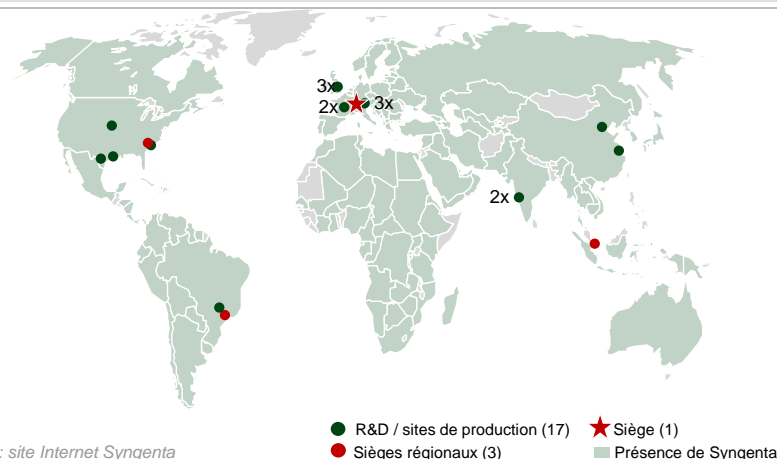 3x
2x
3x
2x
R&D / sites de production (17)
Siège (1)
: site Internet Syngenta
Sièges régionaux (3)
Présence de Syngenta